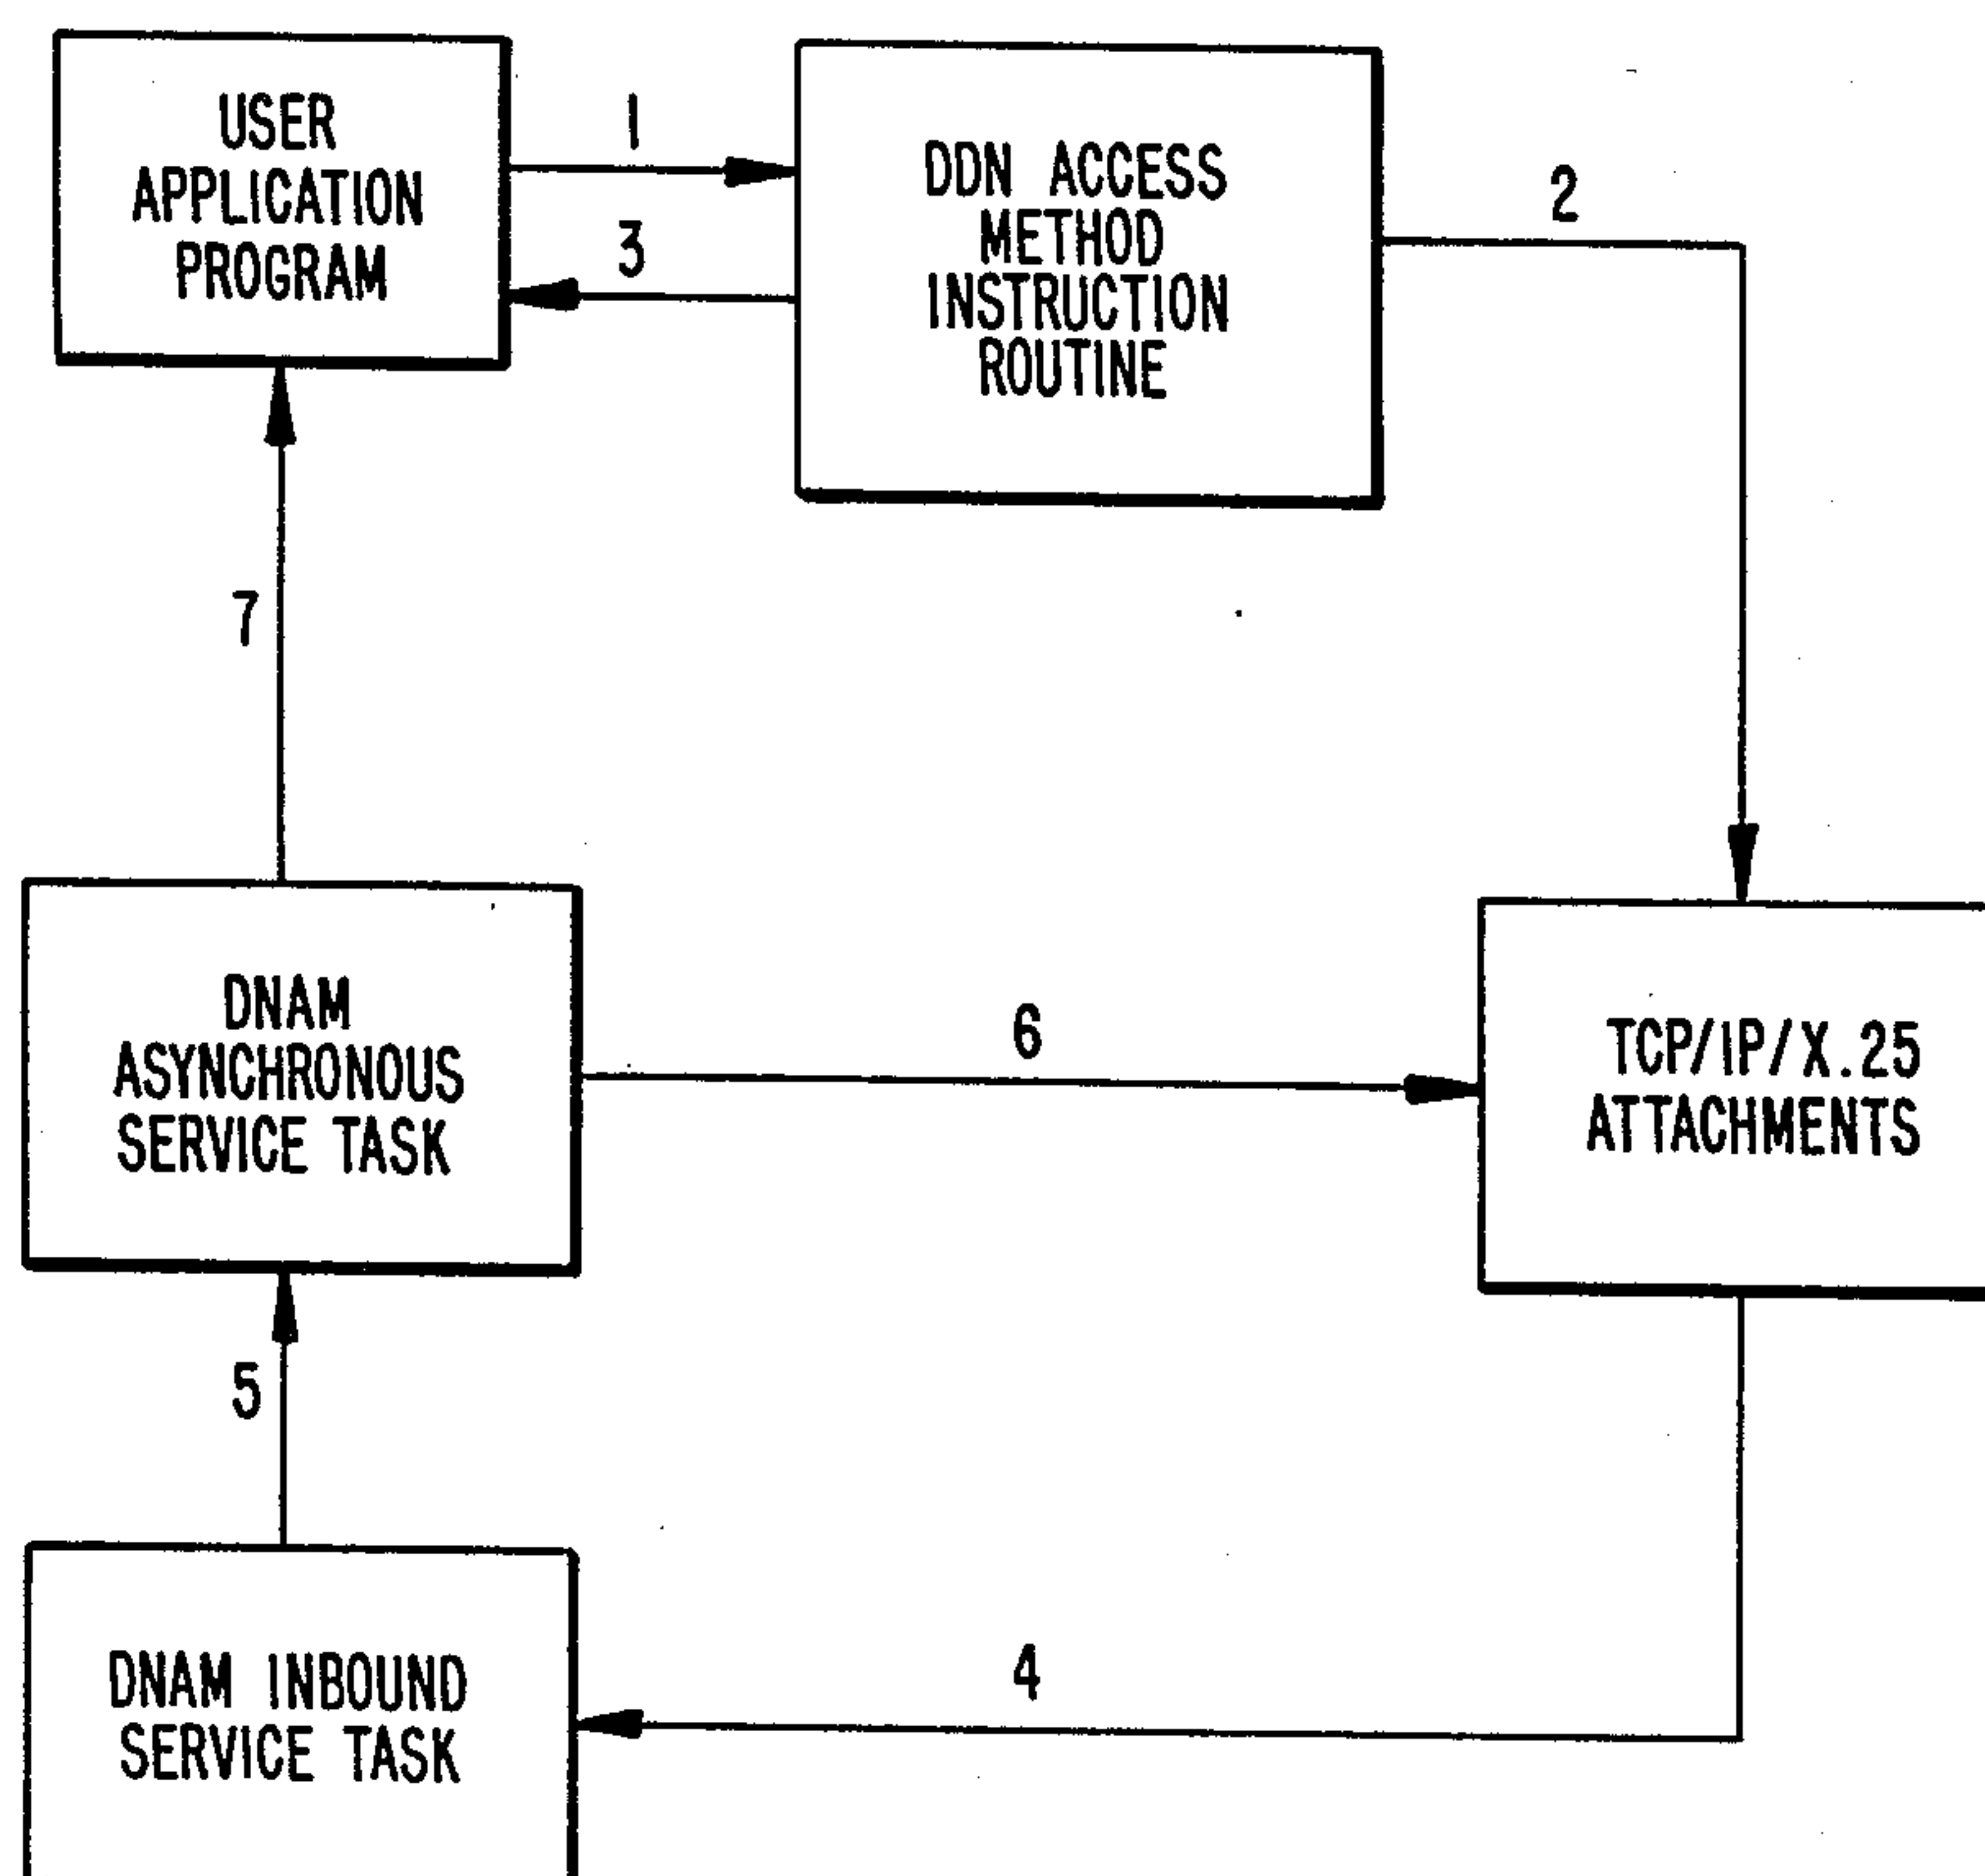 USER
APPLICATION
PROGRAM
1
3
DDN ACCESS
METHOD
INSTRUCTION
ROUTINE
2
7
DNAM
ASYNCHRONOUS
SERVICE TASK
6
TCP/IP/X.25
ATTACHMENTS
5
DNAM INBOUND
SERVICE TASK
4